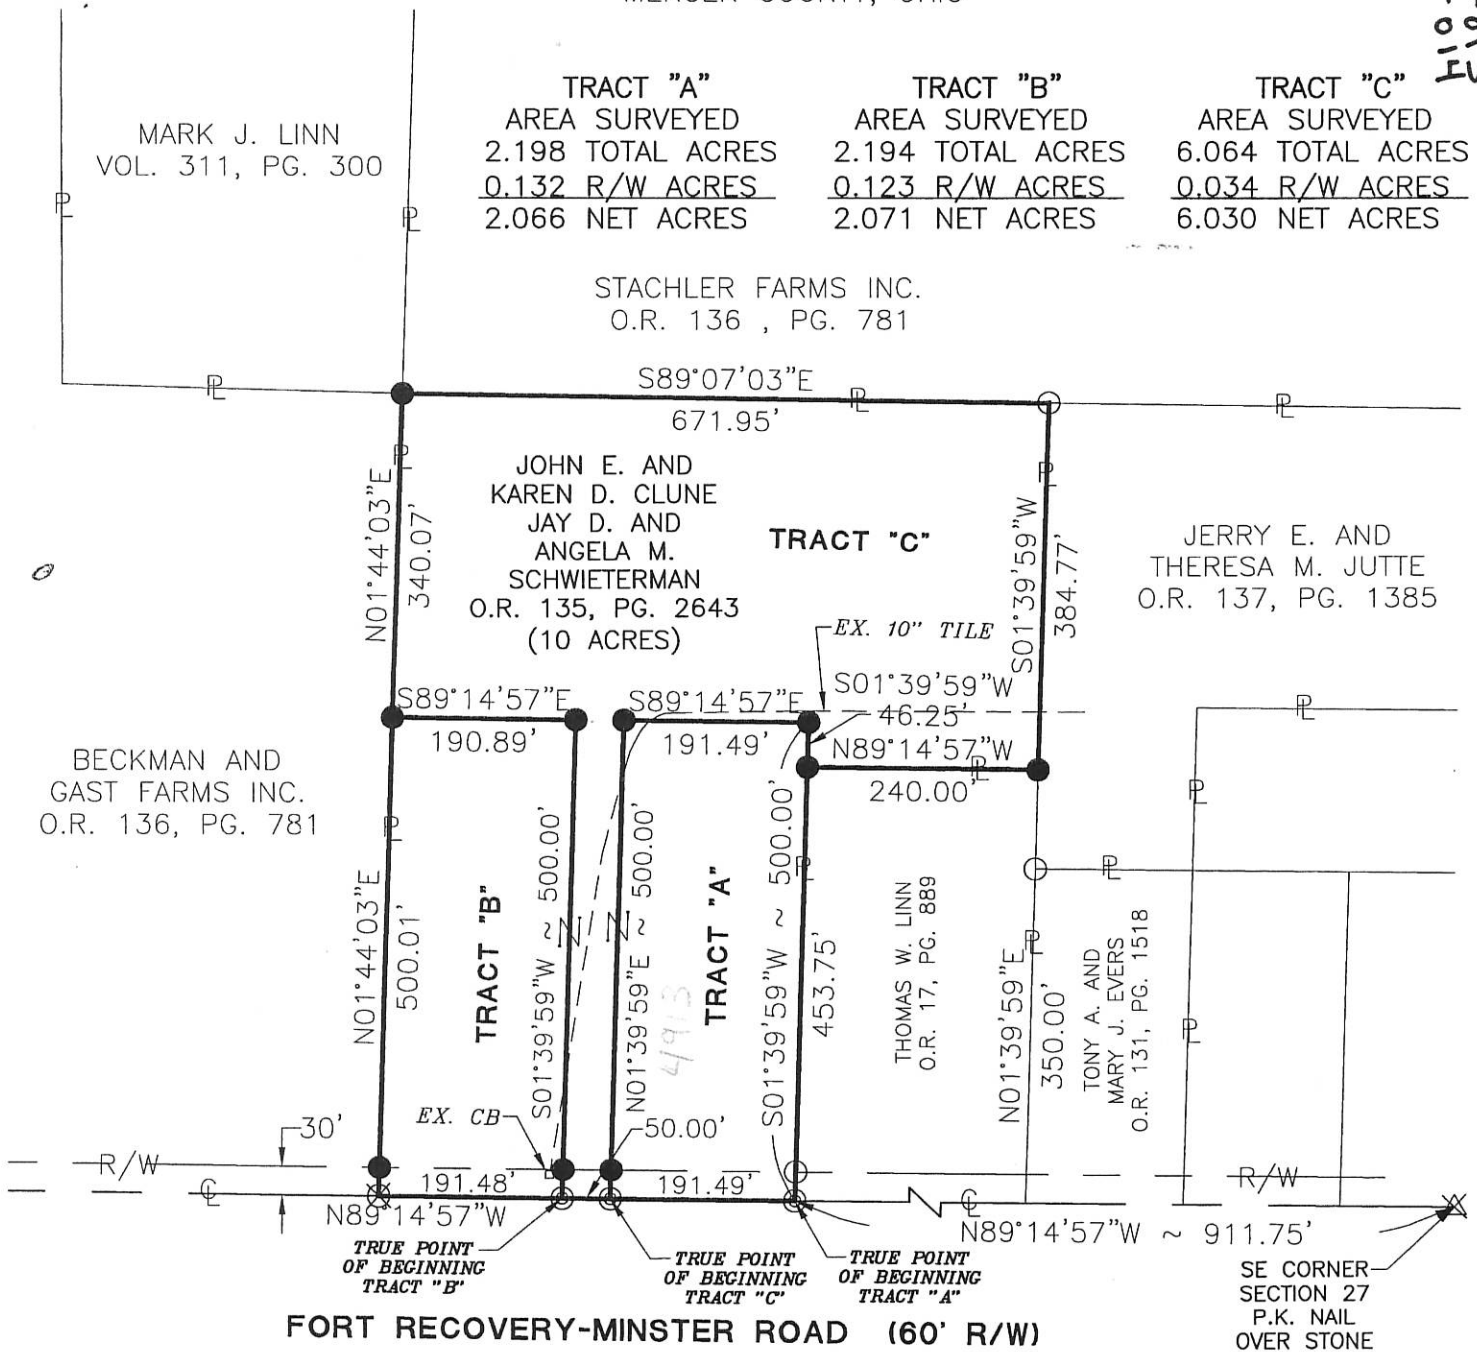 TRACT "A"
AREA SURVEYED
2.198 TOTAL ACRES
0.132 R/W ACRES
2.066 NET ACRES
TRACT "B"
AREA SURVEYED
2.194 TOTAL ACRES
0.123 R/W ACRES
2.071 NET ACRES
TRACT "C"
AREA SURVEYED
6.064 TOTAL ACRES
0.034 R/W ACRES
6.030 NET ACRES
MARK J. LINN
VOL. 311, PG. 300
STACHLER FARMS INC.
O.R. 136 , PG. 781
S89°07'03"E
671.95'
N01°44'03"E
340.07'
JOHN E. AND
KAREN D. CLUNE
JAY D. AND
ANGELA M.
SCHWIETERMAN
O.R. 135, PG. 2643
(10 ACRES)
TRACT "C"
S01°39'59"W
384.77'
JERRY E. AND
THERESA M. JUTTE
O.R. 137, PG. 1385
EX. 10" TILE
S01°39'59"W
46.25'
S89°14'57"E
190.89'
S89°14'57"E
191.49'
N89°14'57"W
240.00'
BECKMAN AND
GAST FARMS INC.
O.R. 136, PG. 781
N01°44'03"E
500.01'
TRACT "B"
S01°39'59"W ~ 500.00'
N01°39'59"E ~ 500.00'
4913
TRACT "A"
S01°39'59"W ~ 500.00'
453.75'
THOMAS W. LINN
O.R. 17, PG. 889
N01°39'59"E
350.00'
TONY A. AND
MARY J. EVERS
O.R. 131, PG. 1518
EX. CB
50.00'
30'
R/W
R/W
191.48'
191.49'
N89°14'57"W
N89°14'57"W ~ 911.75'
TRUE POINT
OF BEGINNING
TRACT "B"
TRUE POINT
OF BEGINNING
TRACT "C"
TRUE POINT
OF BEGINNING
TRACT "A"
SE CORNER
SECTION 27
P.K. NAIL
OVER STONE
FORT RECOVERY-MINSTER ROAD (60' R/W)